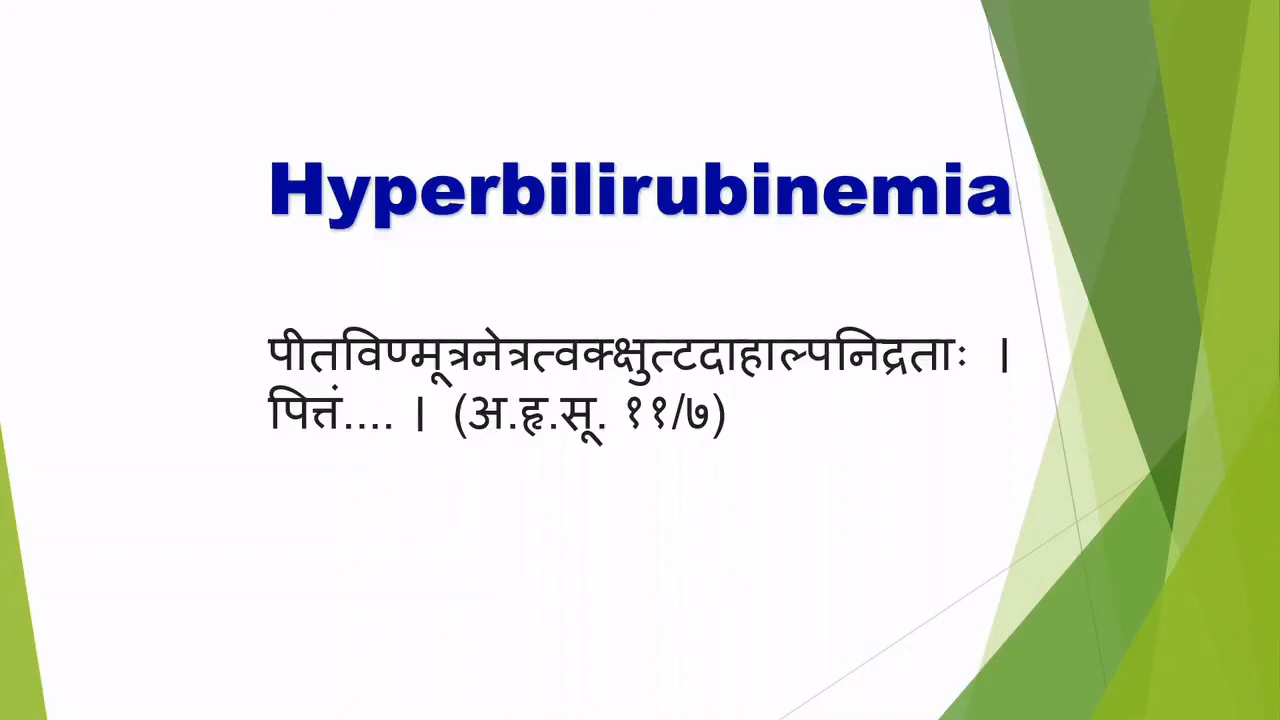 Hyperbilirubinemia
पीतविण्मूत्रनेत्रत्वक्क्षुत्टदाहाल्पनिद्रताः ।
पित्तं.... । (अ.हृ.सू. ११/७)